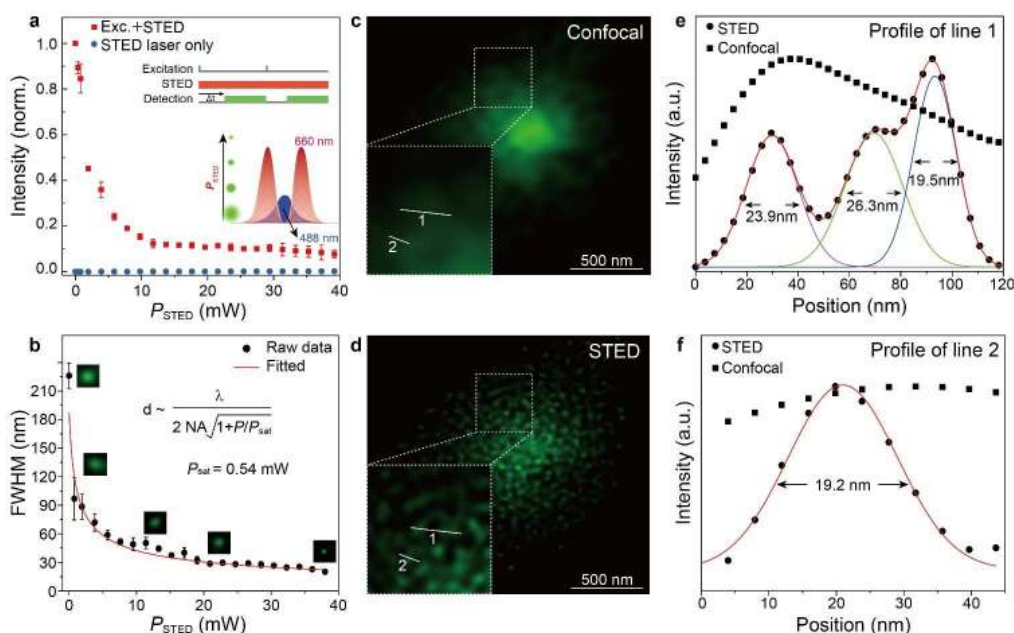 a
Exc.+STED
STED laser only
Excitation
STED
Detection
Δt
660 nm
P_STED
488 nm
Intensity (norm.)
1.0
0.8
0.6
0.4
0.2
0.0
0 10 20 30 40
P_STED (mW)
b
Raw data
Fitted
d ~ λ / 2 NA√1+P/P_sat
P_sat = 0.54 mW
FWHM (nm)
210
180
150
120
90
60
30
0
0 10 20 30 40
P_STED (mW)
c
Confocal
1
2
500 nm
d
STED
1
2
500 nm
e
STED
Confocal
Profile of line 1
19.5nm
23.9nm
26.3nm
Intensity (a.u.)
0 20 40 60 80 100 120
Position (nm)
f
STED
Confocal
Profile of line 2
19.2 nm
Intensity (a.u.)
0 10 20 30 40
Position (nm)